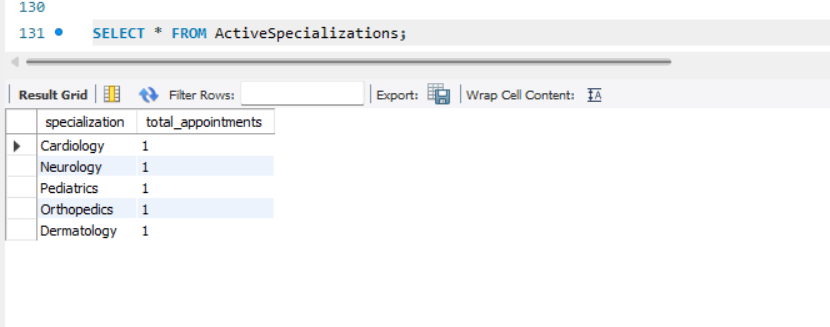 130
131 SELECT * FROM ActiveSpecializations;
Result Grid Filter Rows: Export: Wrap Cell Content: IA
specialization total_appointments
Cardiology 1
Neurology 1
Pediatrics 1
Orthopedics 1
Dermatology 1